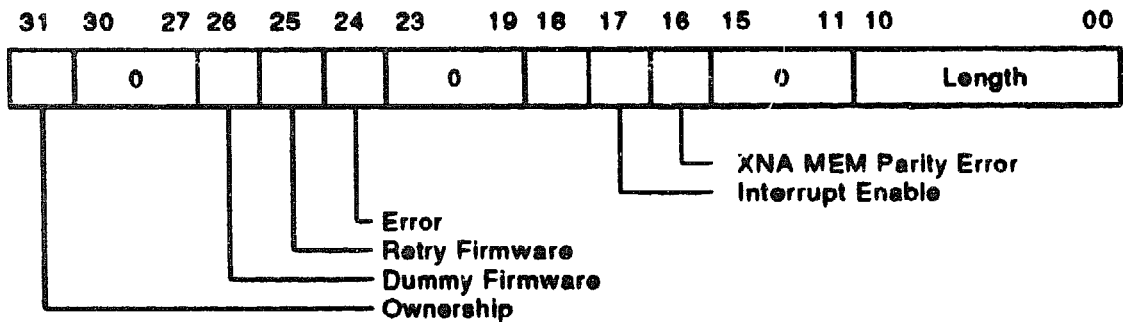 31 30 27 26 25 24 23 19 18 17 16 15 11 10 00
0 0 0 Length
XNA MEM Parity Error
Interrupt Enable
Error
Retry Firmware
Dummy Firmware
Ownership